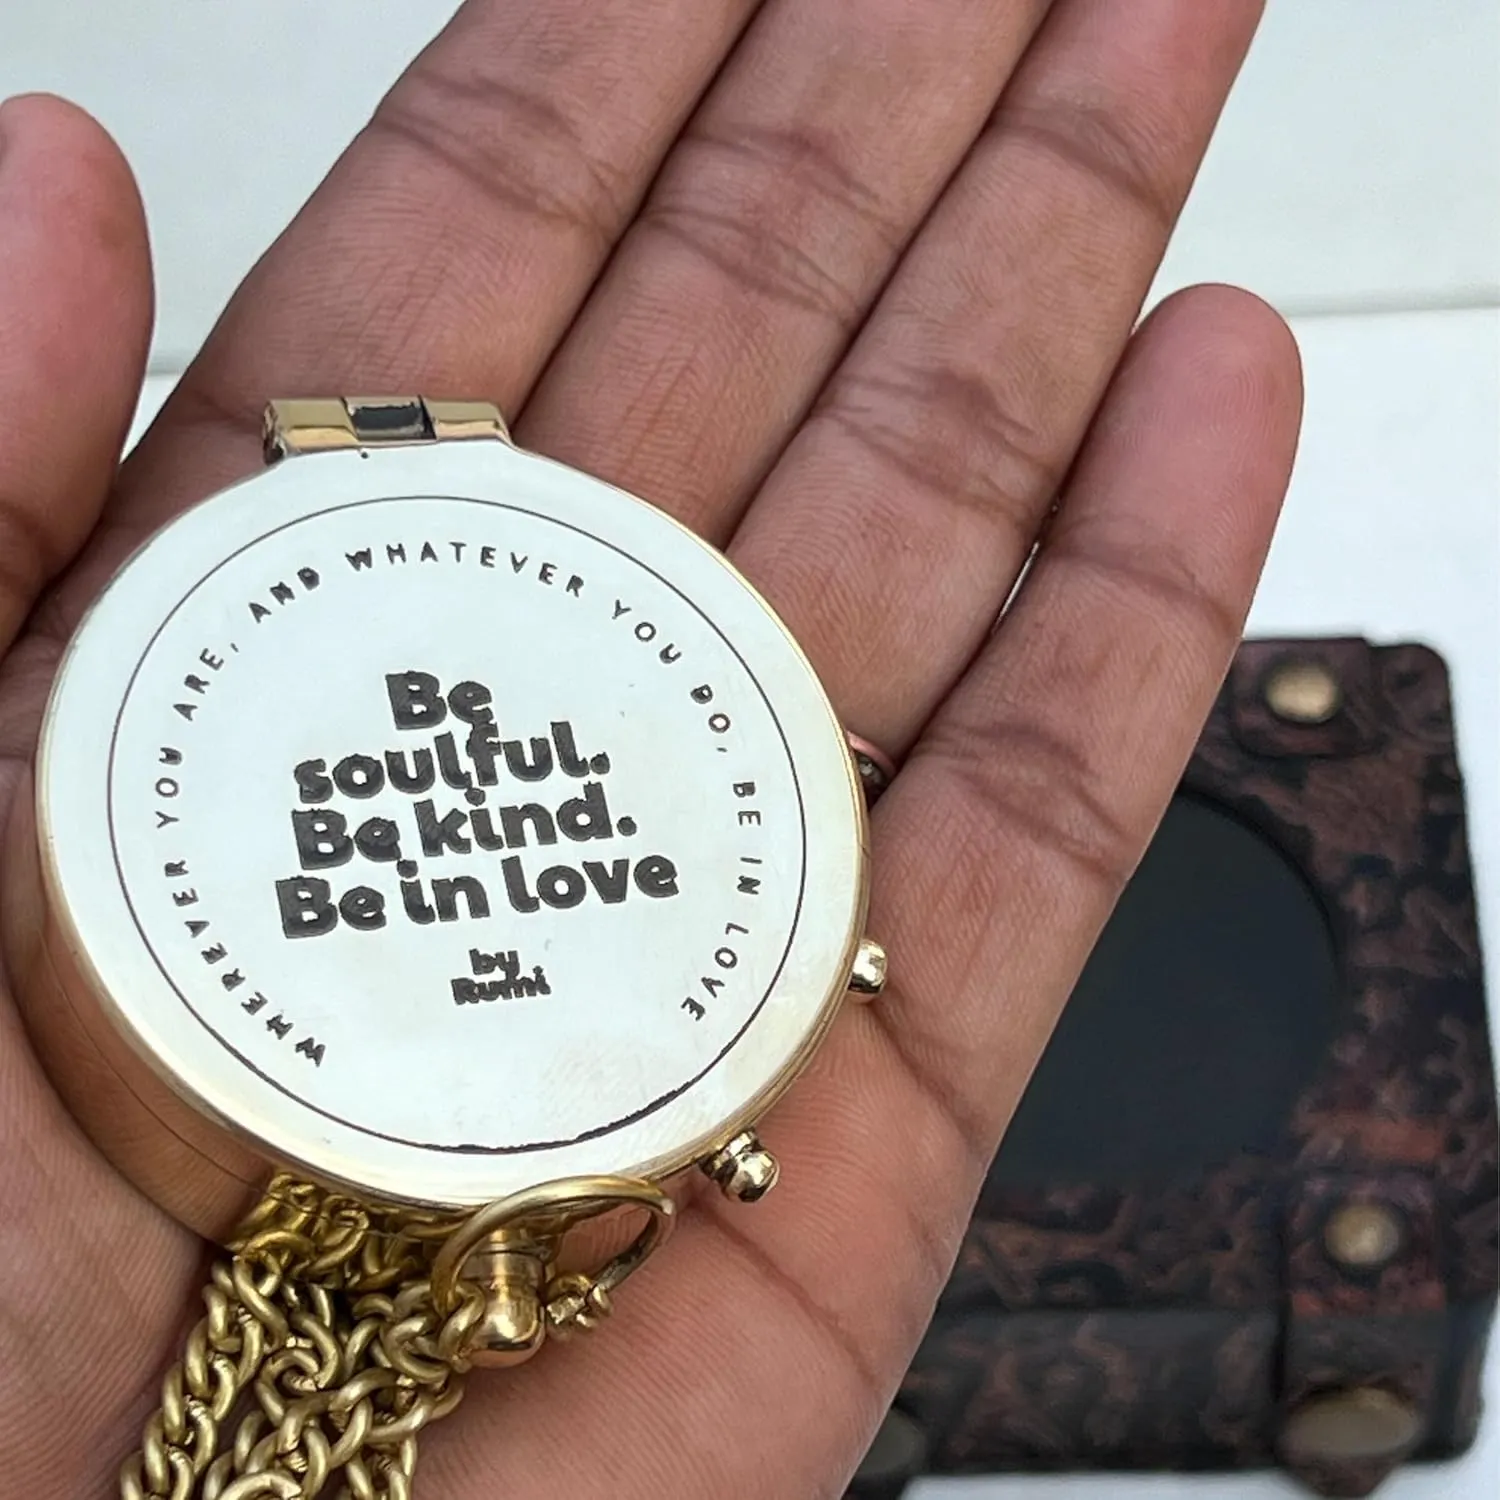 WHEREVER YOU ARE, AND WHATEVER YOU DO, BE IN LOVE
Be
soulful.
Be kind.
Be in love
by
Rumi